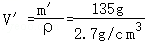 V′ = m′/ρ = 135g/2.7g/cm³